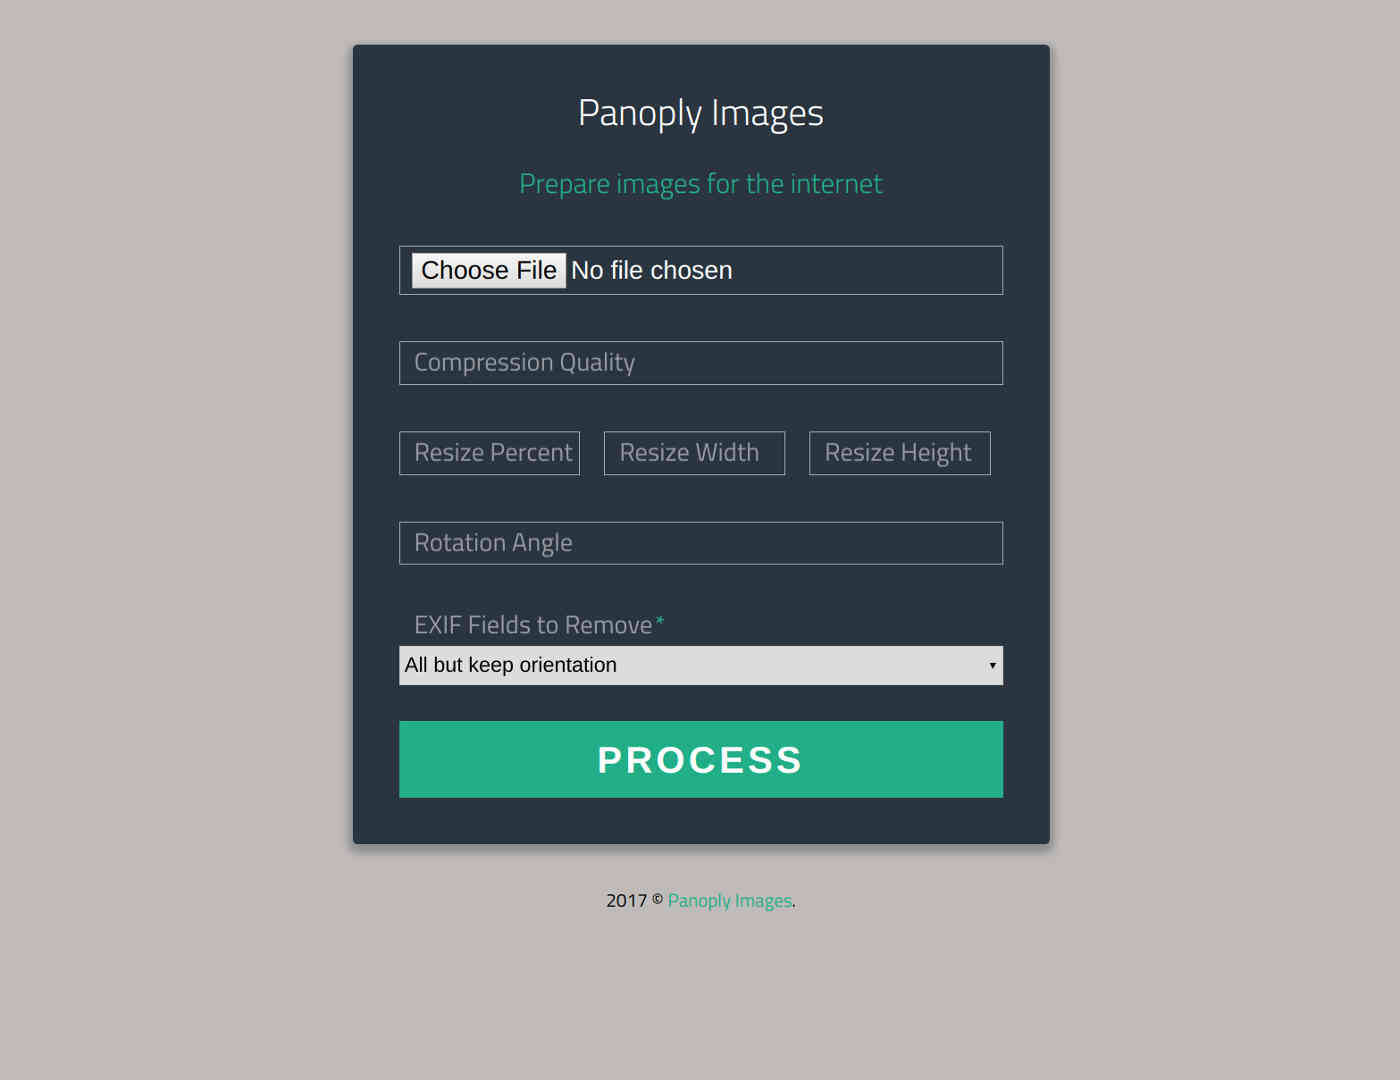 Panoply Images
Prepare images for the internet
Choose File No file chosen
Compression Quality
Resize Percent Resize Width Resize Height
Rotation Angle
EXIF Fields to Remove*
All but keep orientation
PROCESS
2017 © Panoply Images.